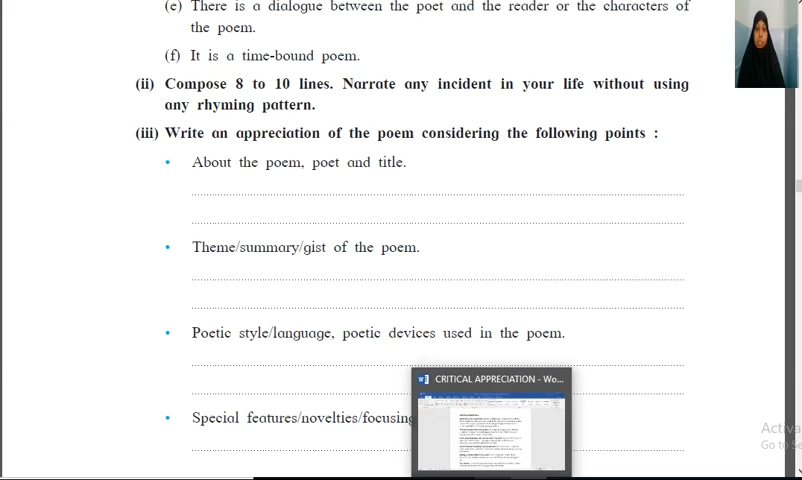 (e) There is a dialogue between the poet and the reader or the characters of
the poem.
(f) It is a time-bound poem.
(ii) Compose 8 to 10 lines. Narrate any incident in your life without using
any rhyming pattern.
(iii) Write an appreciation of the poem considering the following points :
• About the poem, poet and title.
• Theme/summary/gist of the poem.
• Poetic style/language, poetic devices used in the poem.
CRITICAL APPRECIATION - Wo...
• Special features/novelties/focusing
Activa
Go to Se